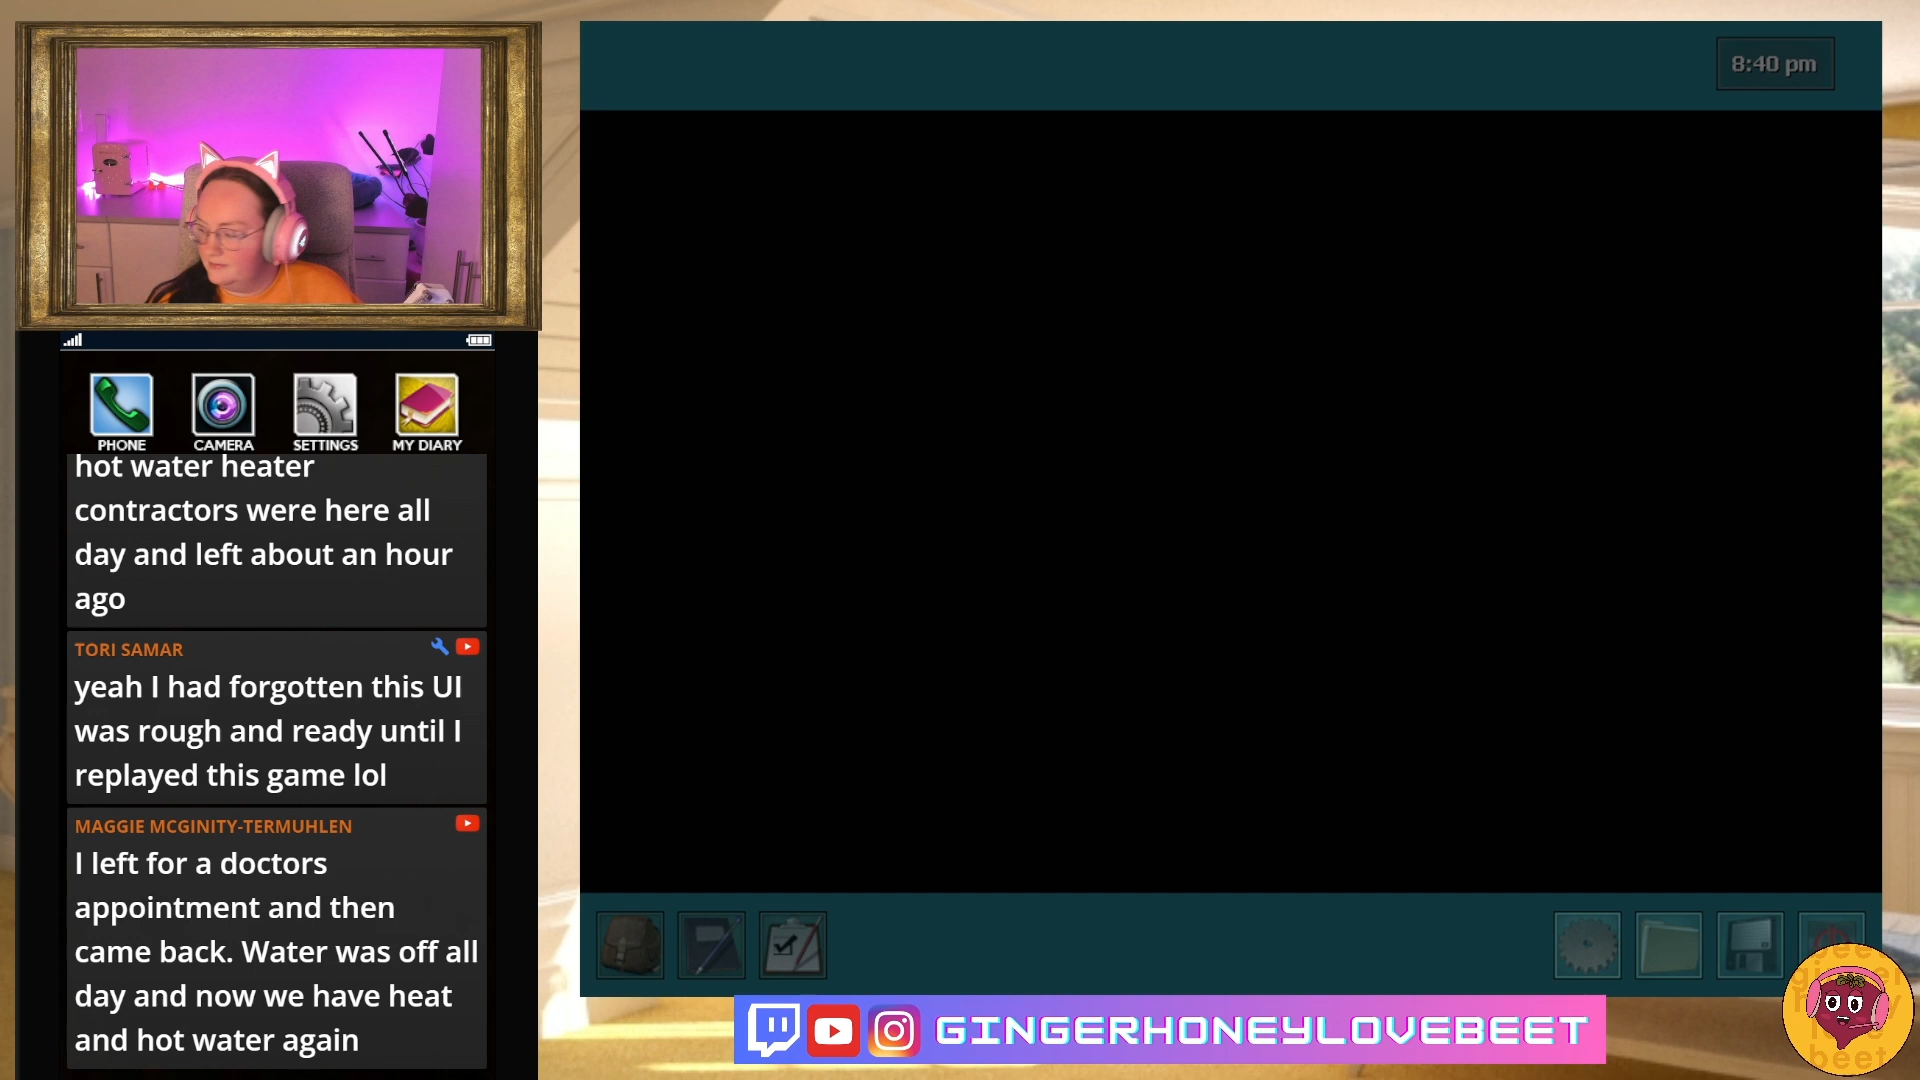 8:40 pm
PHONE
CAMERA
SETTINGS
MY DIARY
hot water heater
contractors were here all
day and left about an hour
ago
TORI SAMAR
yeah I had forgotten this UI
was rough and ready until I
replayed this game lol
MAGGIE MCGINITY-TERMUHLEN
I left for a doctors
appointment and then
came back. Water was off all
day and now we have heat
and hot water again
GINGERHONEYLOVEBEET
beet